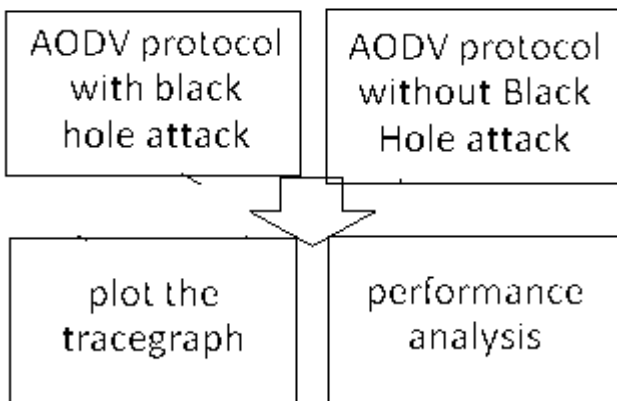 AODV protocol
with black
hole attack
AODV protocol
without Black
Hole attack
plot the
tracegraph
performance
analysis